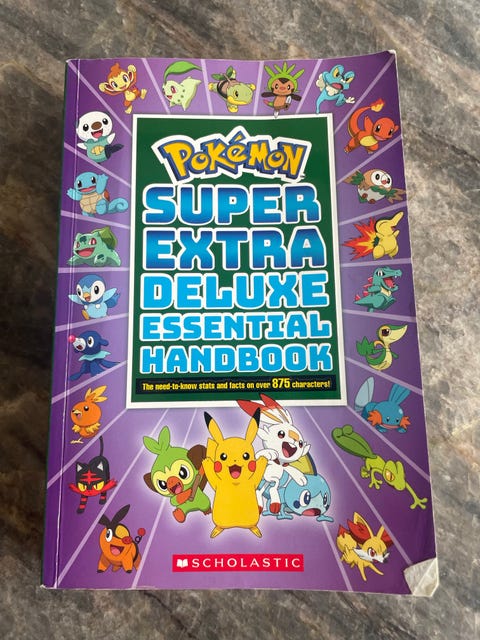 POKéMON
SUPER
EXTRA
DELUXE
ESSENTIAL
HANDBOOK
The need-to-know stats and facts on over 875 characters!
SCHOLASTIC